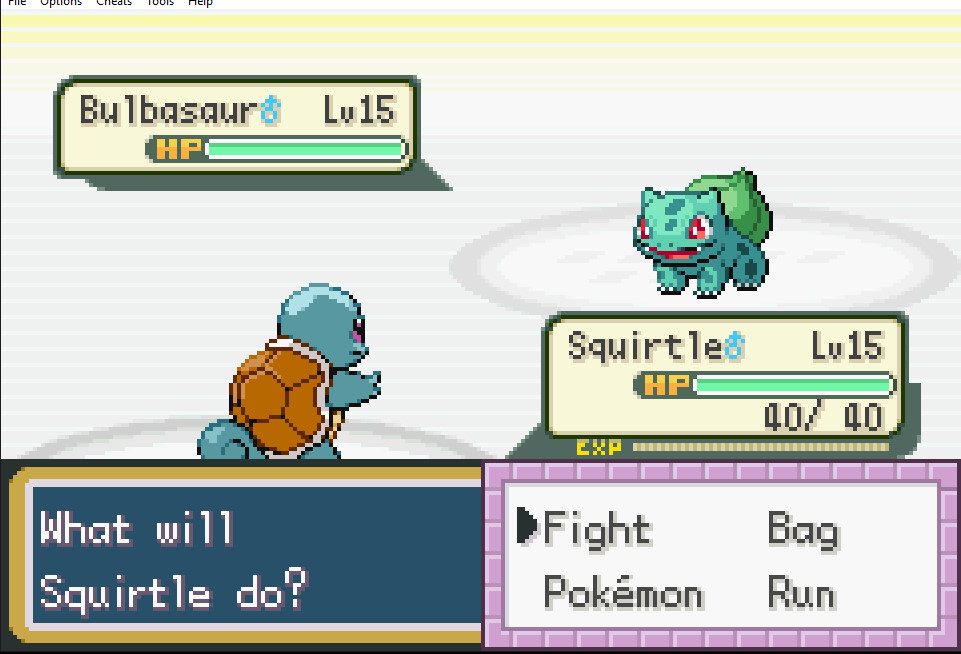 File Options Cheats Tools Help
Bulbasaur♂ Lv15
HP
Squirtle♂ Lv15
HP
40/ 40
EXP
What will
Squirtle do?
Fight Bag
Pokémon Run